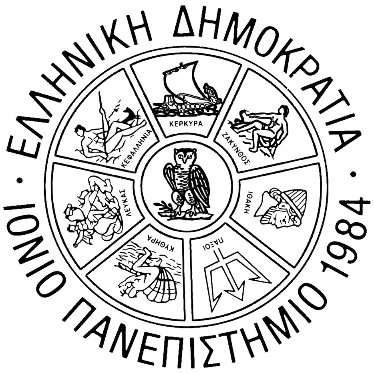 ΕΛΛΗΝΙΚΗ ΔΗΜΟΚΡΑΤΙΑ
ΙΟΝΙΟ ΠΑΝΕΠΙΣΤΗΜΙΟ 1984
ΚΕΡΚΥΡΑ
ΖΑΚΥΝΘΟΣ
ΙΘΑΚΗ
ΠΑΞΟΙ
ΚΥΘΗΡΑ
ΛΕΥΚΑΣ
ΚΕΦΑΛΛΗΝΙΑ